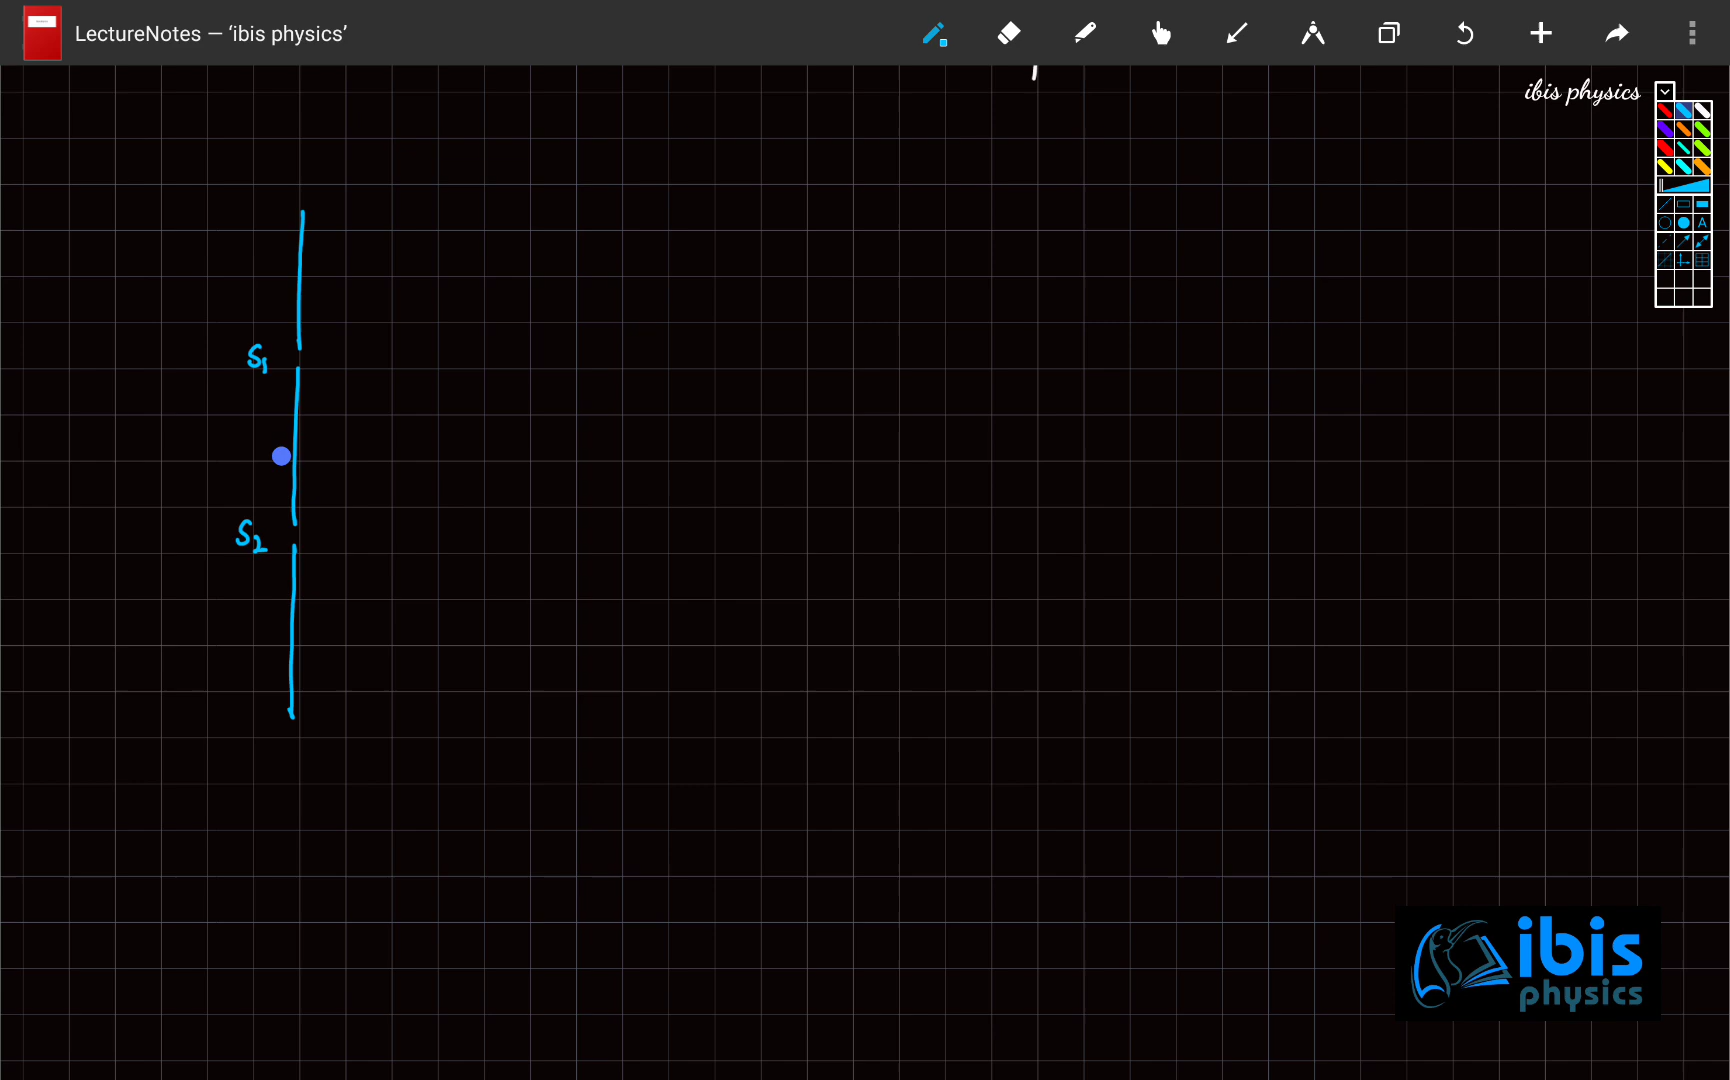 LectureNotes — ‘ibis physics’
ibis physics
A
S1
S2
ibis
physics